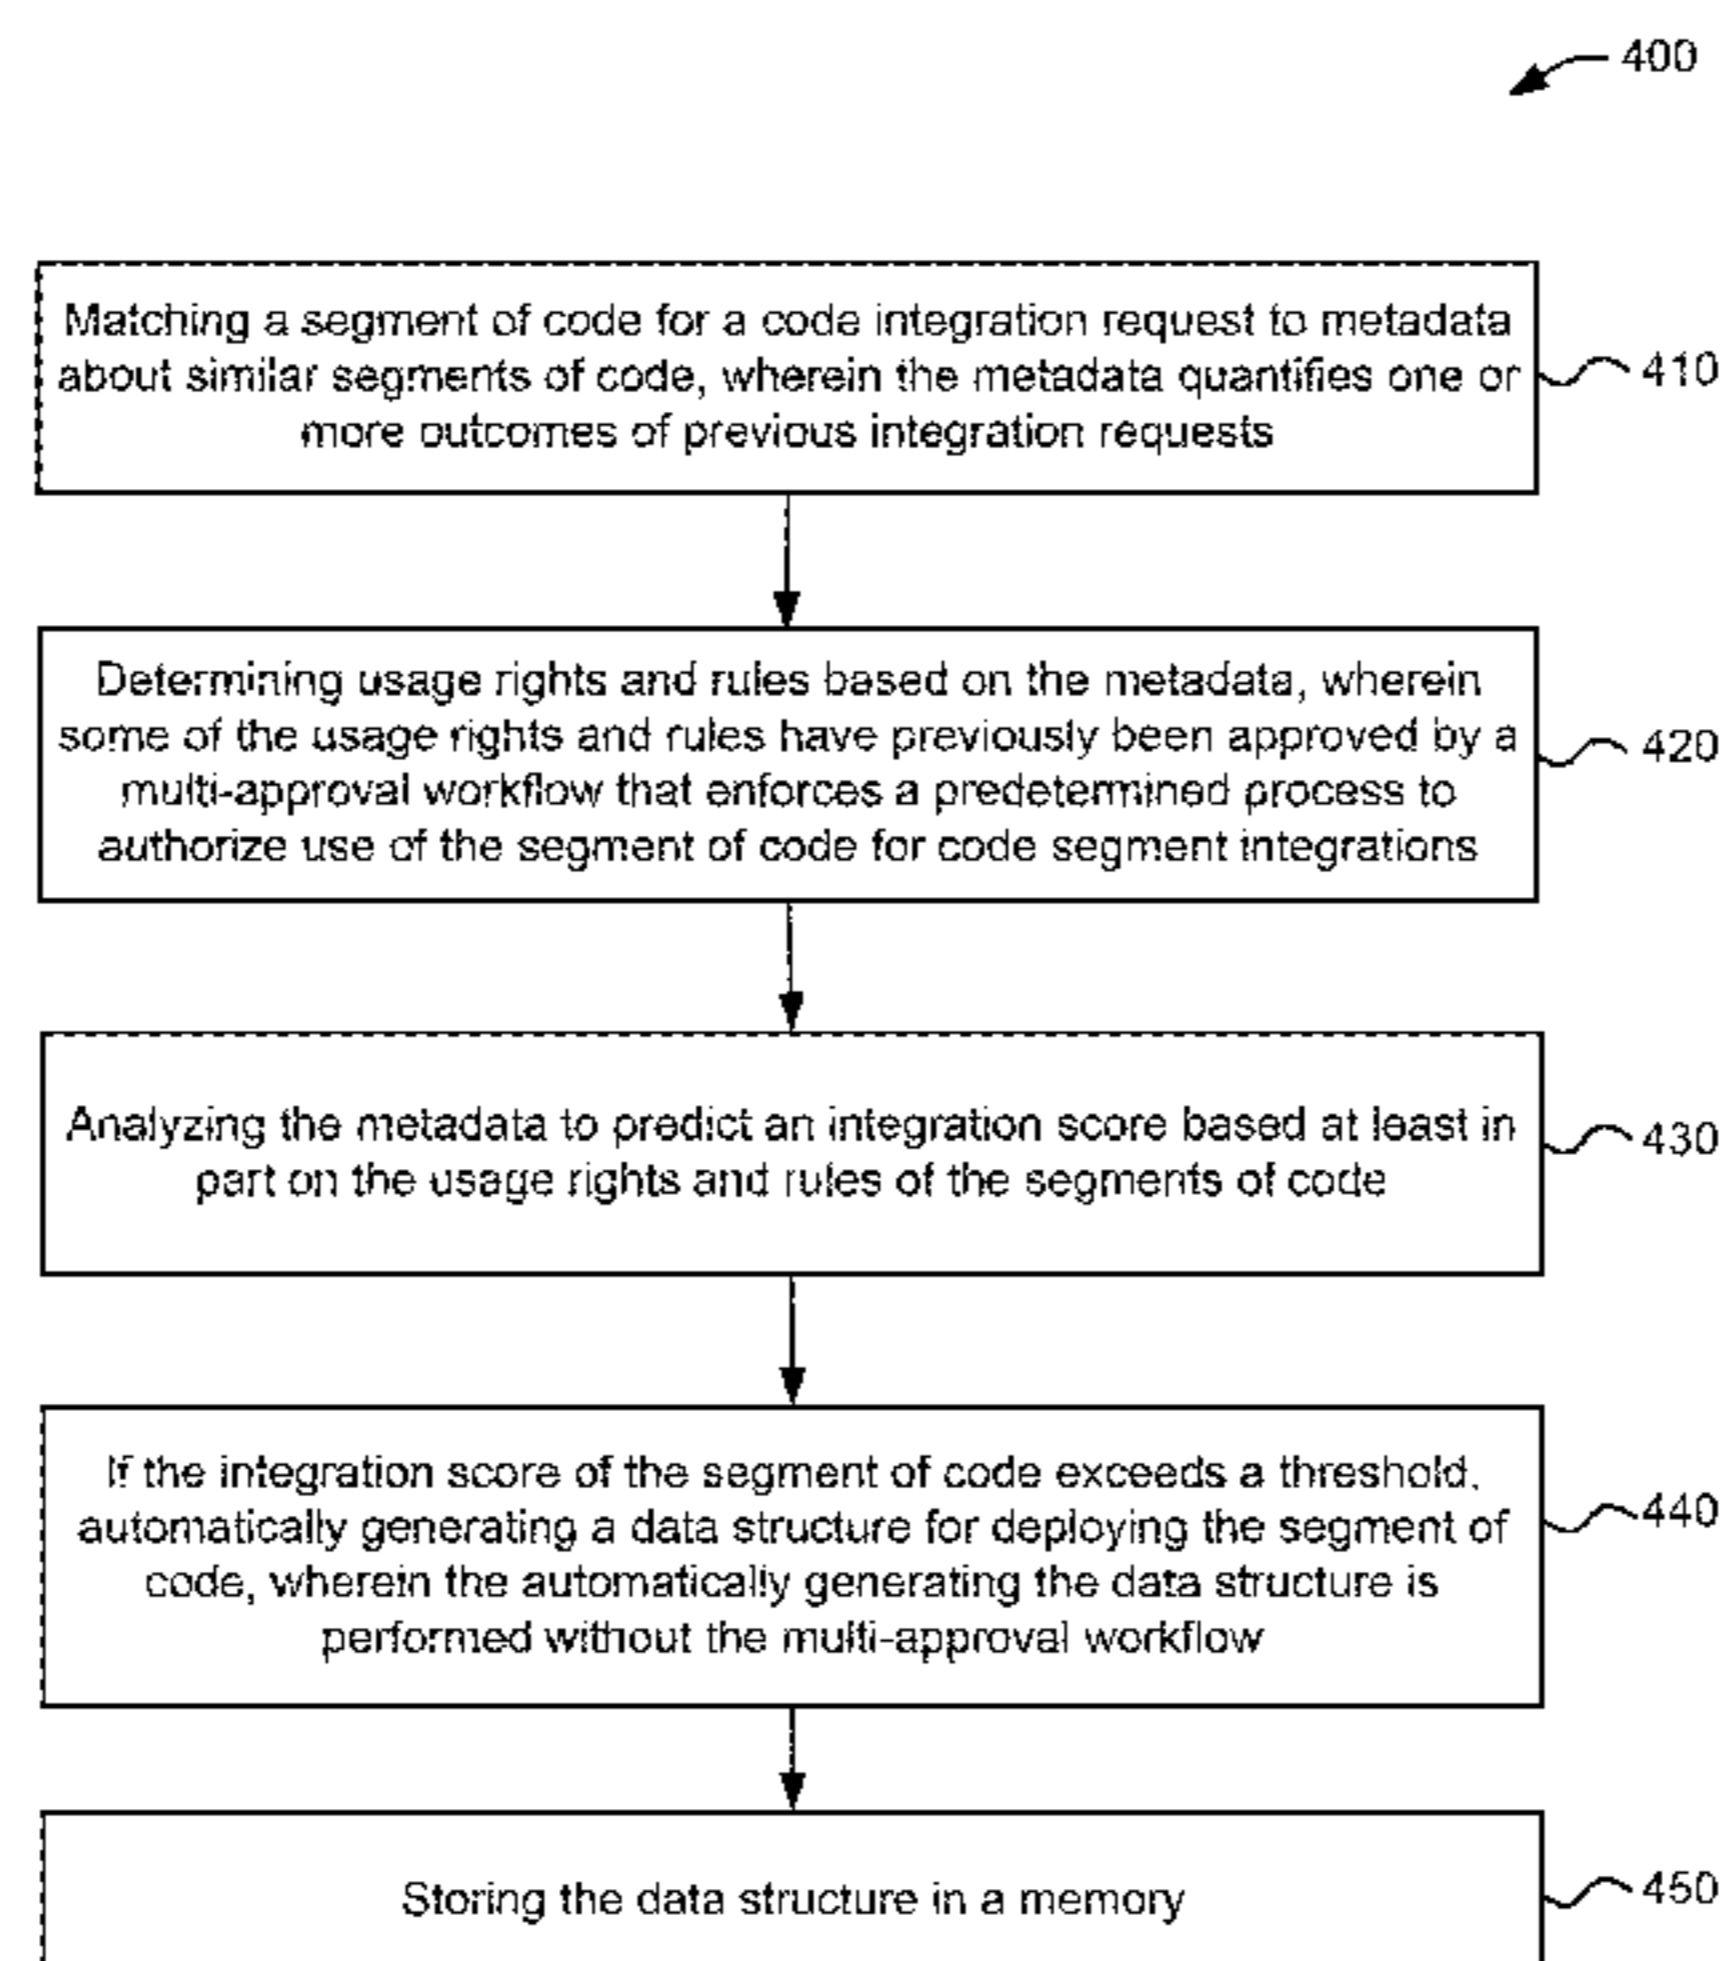 400
Matching a segment of code for a code integration request to metadata
about similar segments of code, wherein the metadata quantifies one or
more outcomes of previous integration requests
410
Determining usage rights and rules based on the metadata, wherein
some of the usage rights and rules have previously been approved by a
multi-approval workflow that enforces a predetermined process to
authorize use of the segment of code for code segment integrations
420
Analyzing the metadata to predict an integration score based at least in
part on the usage rights and rules of the segments of code
430
If the integration score of the segment of code exceeds a threshold,
automatically generating a data structure for deploying the segment of
code, wherein the automatically generating the data structure is
performed without the multi-approval workflow
440
Storing the data structure in a memory
450